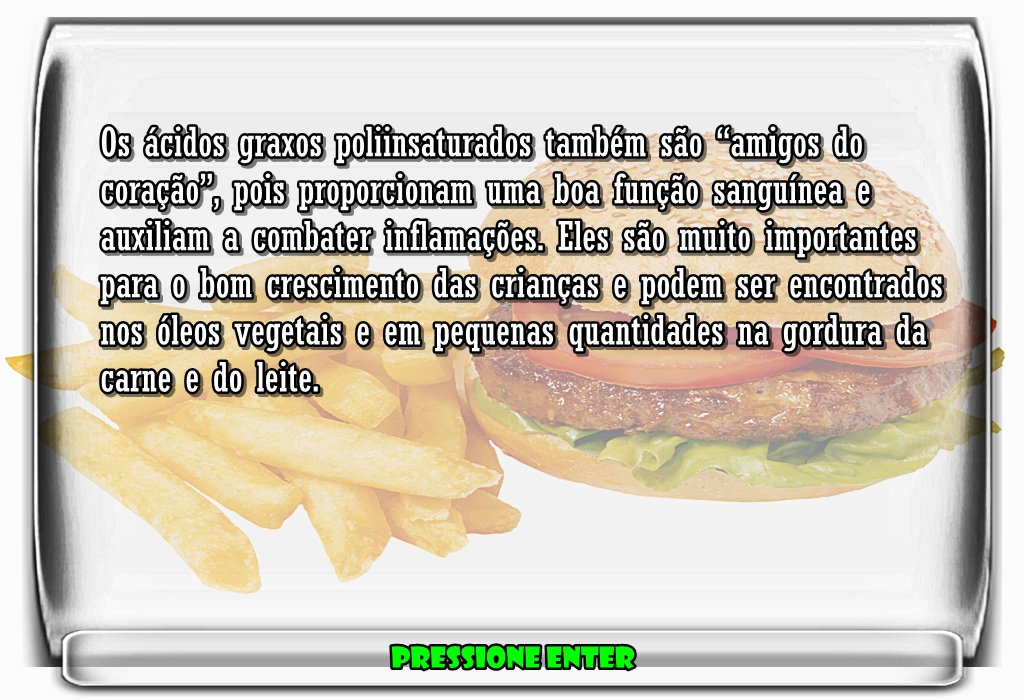 Os ácidos graxos poliinsaturados também são “amigos do
coração”, pois proporcionam uma boa função sanguínea e
auxiliam a combater inflamações. Eles são muito importantes
para o bom crescimento das crianças e podem ser encontrados
nos óleos vegetais e em pequenas quantidades na gordura da
carne e do leite.
PRESSIONE ENTER